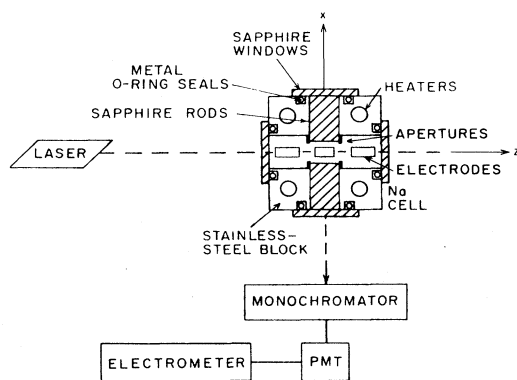 x
SAPPHIRE
WINDOWS
METAL
O-RING SEALS
HEATERS
SAPPHIRE RODS
APERTURES
LASER
z
ELECTRODES
Na
CELL
STAINLESS-
STEEL BLOCK
MONOCHROMATOR
ELECTROMETER
PMT